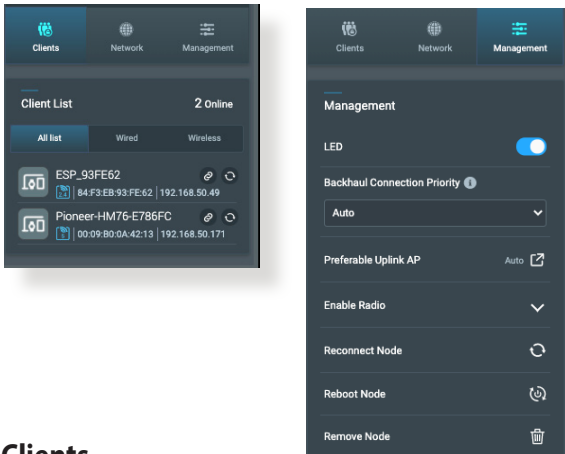 Clients
Network
Management
Client List
2 Online
All list
Wired
Wireless
ESP_93FE62
2.4 84:F3:EB:93:FE:62 192.168.50.49
Pioneer-HM76-E786FC
5 00:09:B0:0A:42:13 192.168.50.171
Clients
Network
Management
Management
LED
Backhaul Connection Priority
Auto
Preferable Uplink AP Auto
Enable Radio
Reconnect Node
Reboot Node
Remove Node
Clients